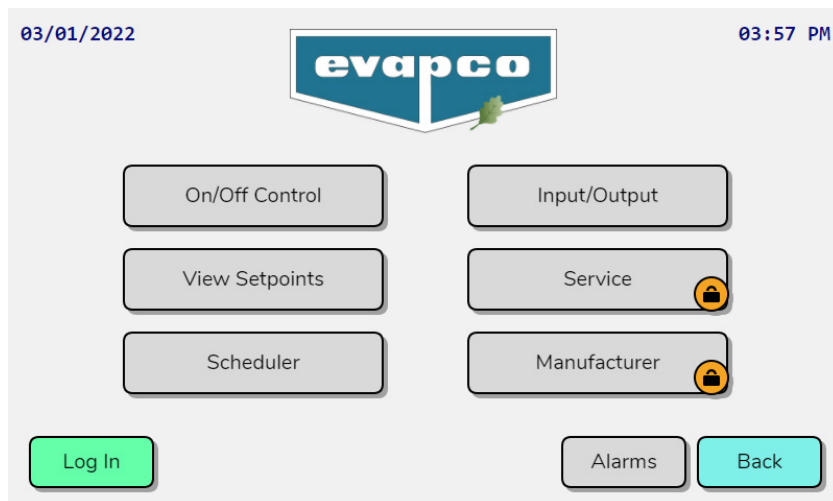 03/01/2022
03:57 PM
evapco
On/Off Control
Input/Output
View Setpoints
Service
Scheduler
Manufacturer
Log In
Alarms
Back